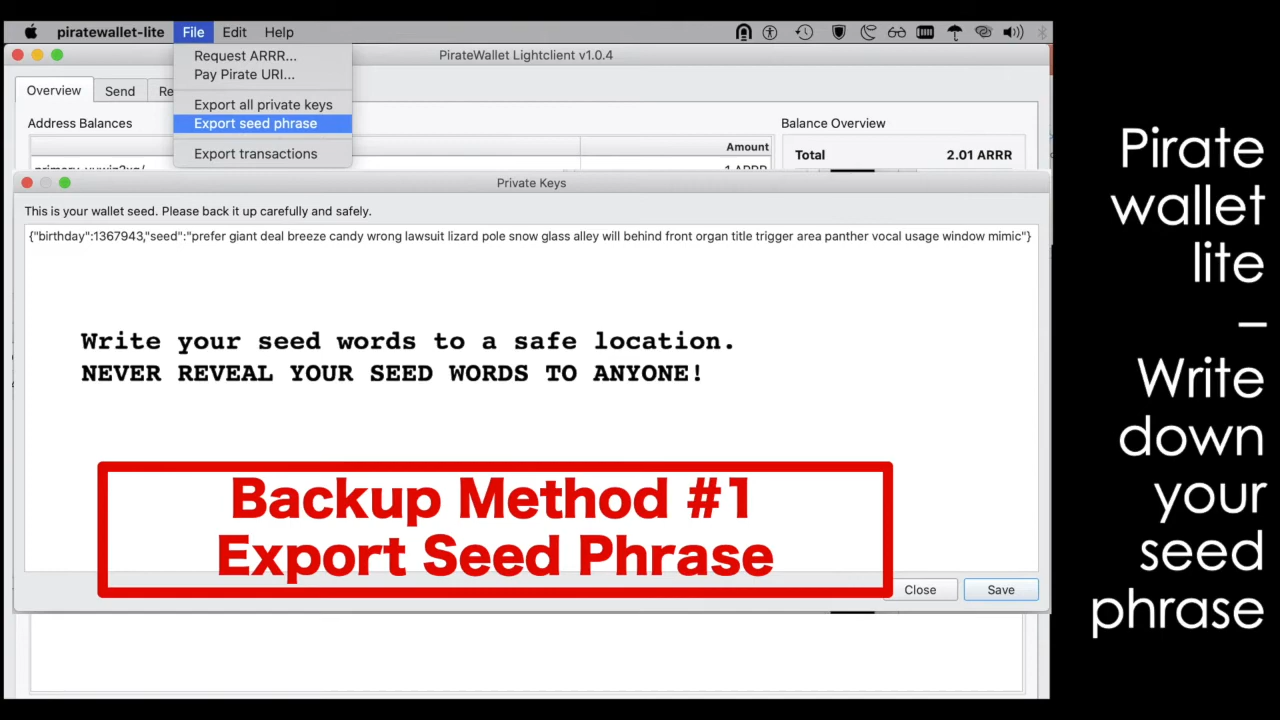 piratewallet-lite File Edit Help
Request ARRR...
PirateWallet Lightclient v1.0.4
Pay Pirate URI...
Overview Send Re
Export all private keys
Export seed phrase
Address Balances
Balance Overview
Amount
Total 2.01 ARRR
Export transactions
Private Keys
This is your wallet seed. Please back it up carefully and safely.
{"birthday":1367943,"seed":"prefer giant deal breeze candy wrong lawsuit lizard pole snow glass alley will behind front organ title trigger area panther vocal usage window mimic"}
Write your seed words to a safe location.
NEVER REVEAL YOUR SEED WORDS TO ANYONE!
Backup Method #1
Export Seed Phrase
Close Save
Pirate
wallet
lite
–
Write
down
your
seed
phrase